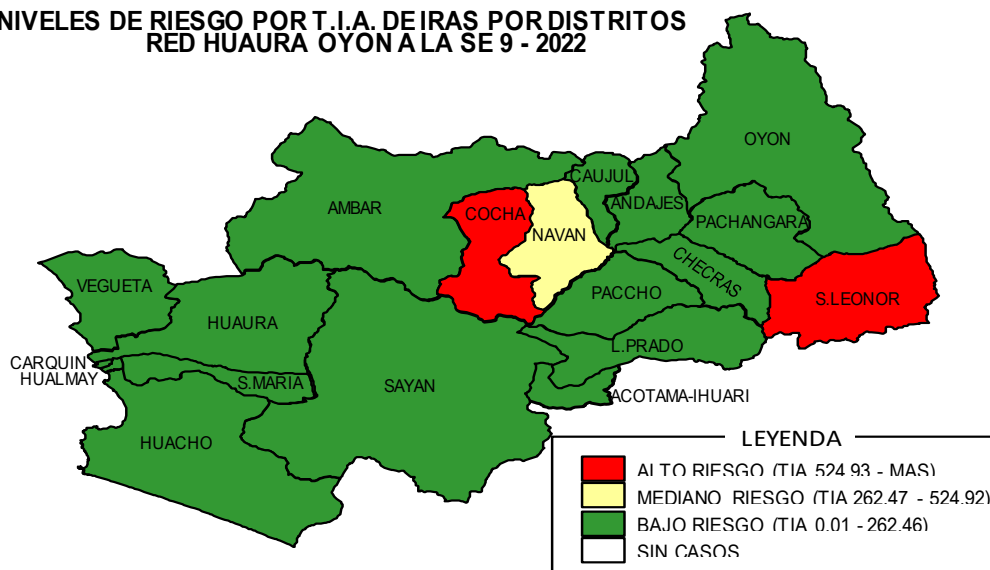 NIVELES DE RIESGO POR T.I.A. DE IRAS POR DISTRITOS
RED HUAURA OYON A LA SE 9 - 2022
OYON
CAUJUL
AMBAR
COCHA
ANDAJES
PACHANGARA
NAVAN
CHECRAS
VEGUETA
PACCHO
S.LEONOR
HUAURA
L.PRADO
CARQUIN
HUALMAY
S.MARIA
SAYAN
ACOTAMA-IHUARI
HUACHO
LEYENDA
ALTO RIESGO (TIA 524.93 - MAS)
MEDIANO RIESGO (TIA 262.47 - 524.92)
BAJO RIESGO (TIA 0.01 - 262.46)
SIN CASOS